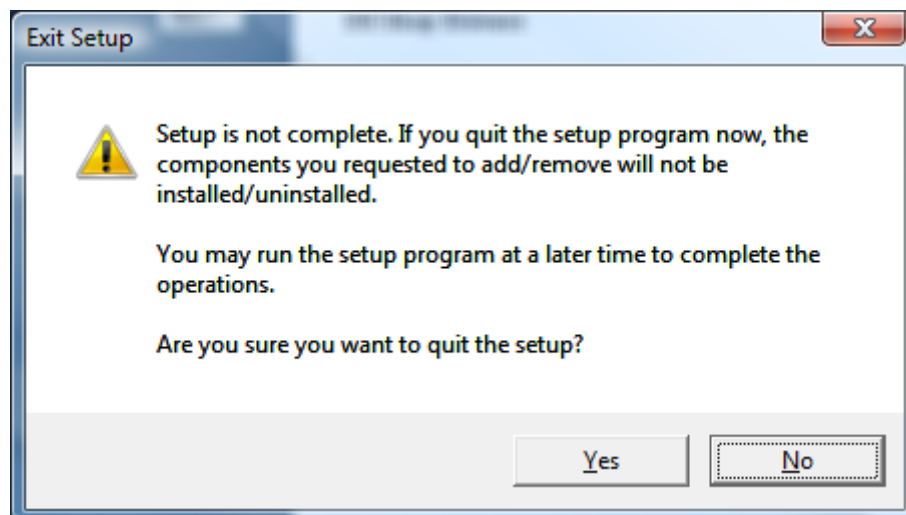 Exit Setup
Setup is not complete. If you quit the setup program now, the
components you requested to add/remove will not be
installed/uninstalled.
You may run the setup program at a later time to complete the
operations.
Are you sure you want to quit the setup?
Yes
No